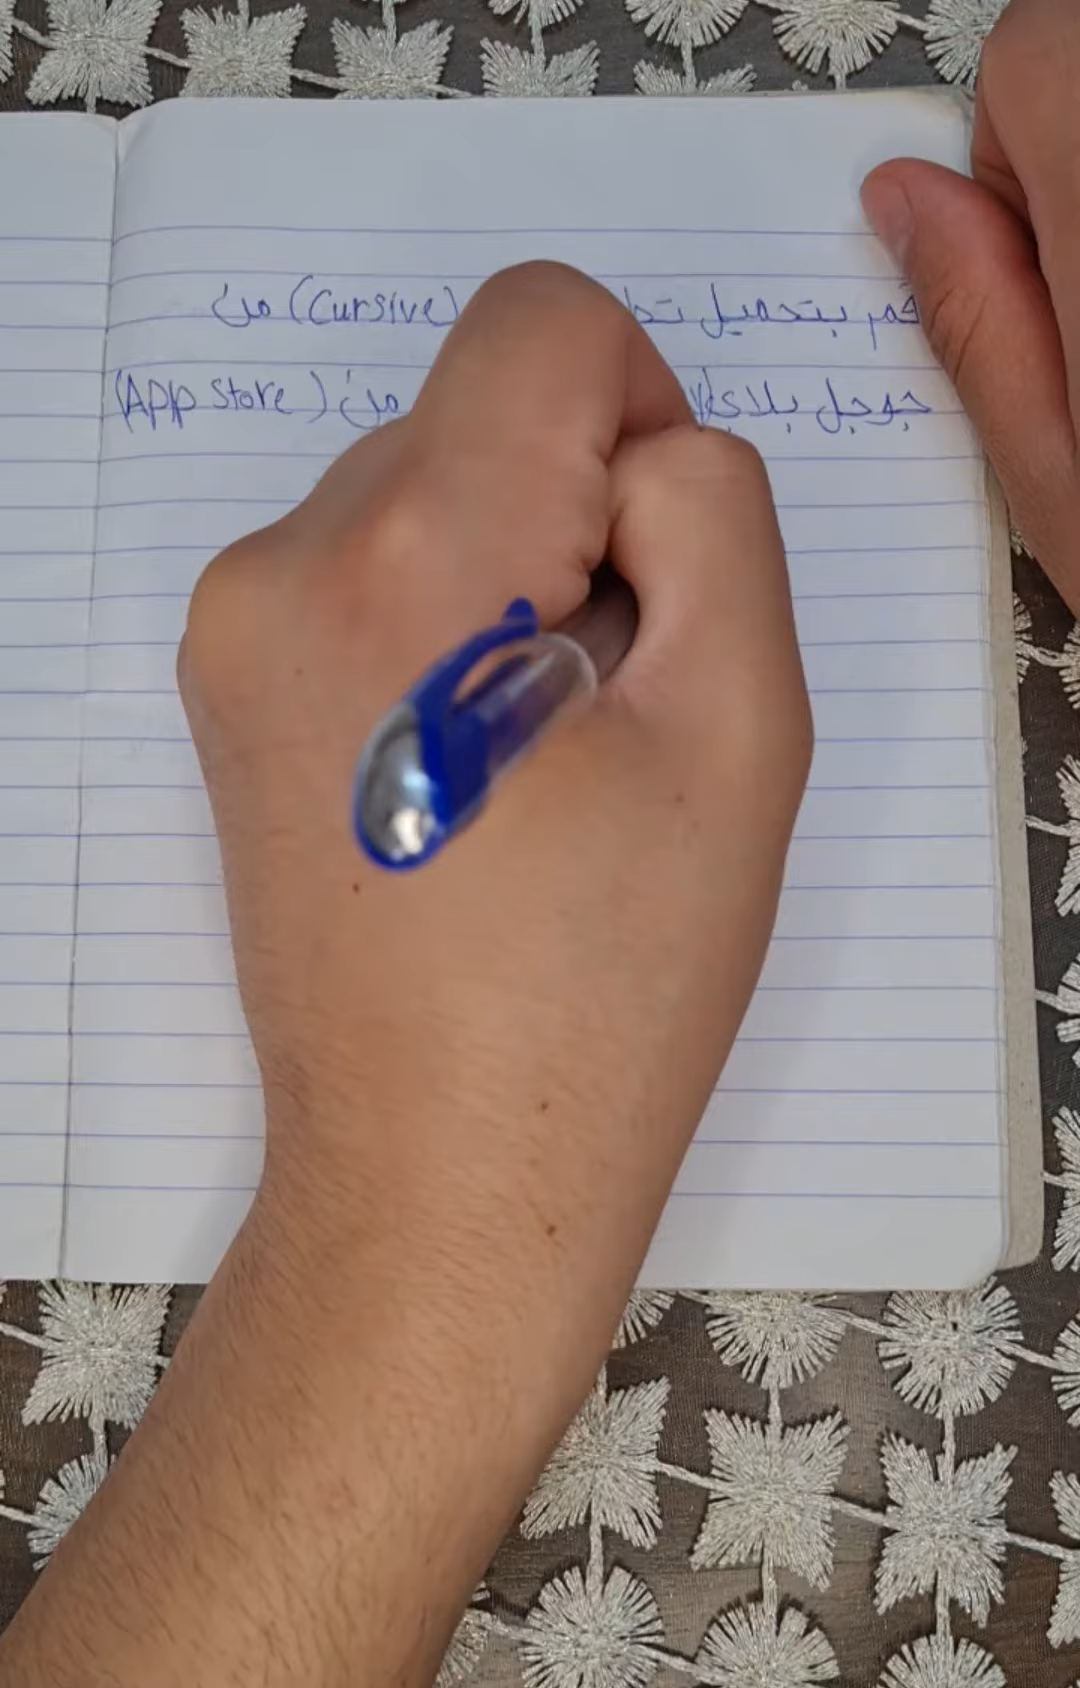 قم بتحميل (Cursive) من
جوجل بلاي من (App Store)